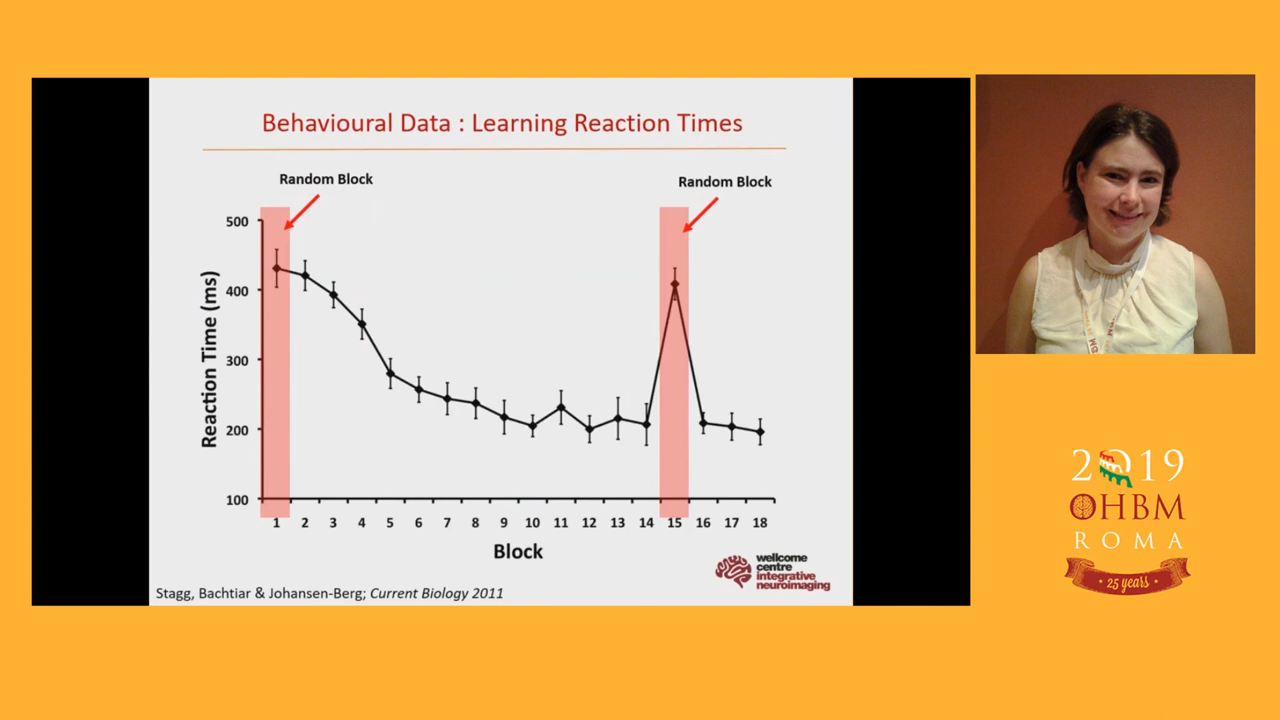 Behavioural Data : Learning Reaction Times
Random Block
Random Block
500
400
300
200
100
Reaction Time (ms)
1 2 3 4 5 6 7 8 9 10 11 12 13 14 15 16 17 18
Block
wellcome
centre
integrative
neuroimaging
Stagg, Bachtiar & Johansen-Berg; Current Biology 2011
2019
OHBM
ROMA
• 25 years •